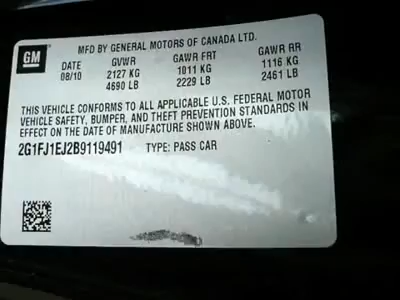 GM
MFD BY GENERAL MOTORS OF CANADA LTD.
DATE GVWR GAWR FRT GAWR RR
08/10 2127 KG 1011 KG 1116 KG
4690 LB 2229 LB 2461 LB
THIS VEHICLE CONFORMS TO ALL APPLICABLE U.S. FEDERAL MOTOR
VEHICLE SAFETY, BUMPER, AND THEFT PREVENTION STANDARDS IN
EFFECT ON THE DATE OF MANUFACTURE SHOWN ABOVE.
2G1FJ1EJ2B9119491 TYPE: PASS CAR